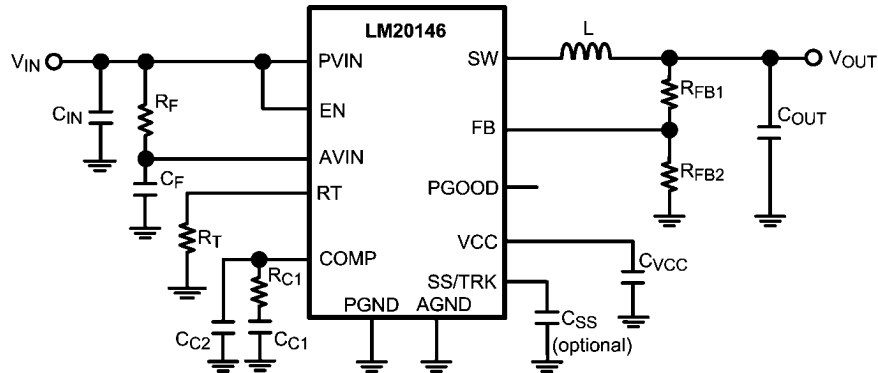 LM20146
VIN
PVIN
SW
L
VOUT
CIN
RF
EN
RFB1
COUT
FB
AVIN
CF
RFB2
RT
PGOOD
RT
VCC
COMP
RC1
CVCC
SS/TRK
PGND
AGND
CC2
CC1
CSS
(optional)